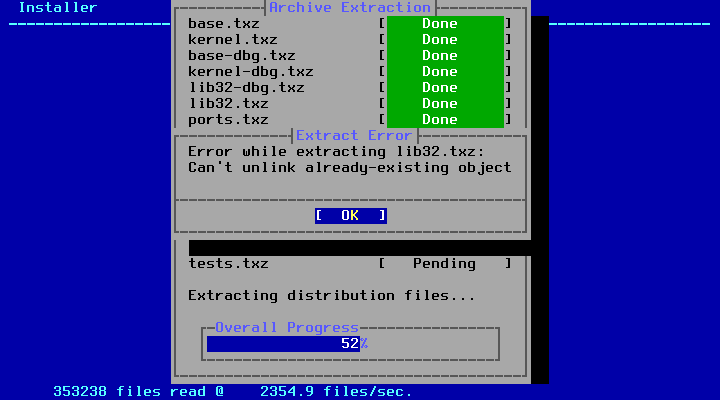 Installer
Archive Extraction
base.txz [ Done ]
kernel.txz [ Done ]
base-dbg.txz [ Done ]
kernel-dbg.txz [ Done ]
lib32-dbg.txz [ Done ]
lib32.txz [ Done ]
ports.txz [ Done ]
Extract Error
Error while extracting lib32.txz:
Can't unlink already-existing object
[ OK ]
tests.txz [ Pending ]
Extracting distribution files...
Overall Progress
52%
353238 files read @ 2354.9 files/sec.